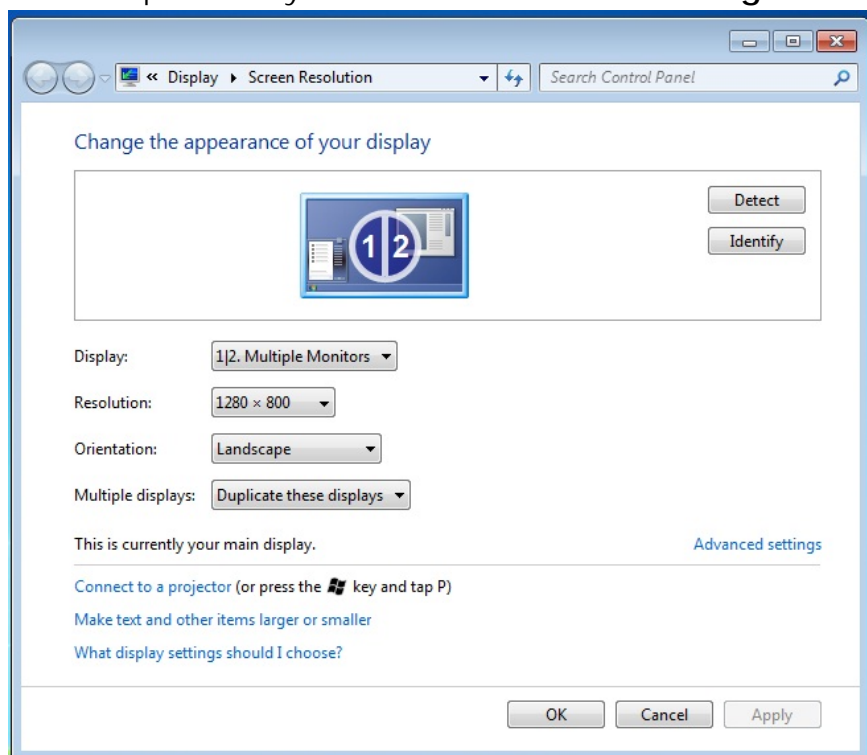 « Display ▸ Screen Resolution
Search Control Panel
Change the appearance of your display
1|2
Detect
Identify
Display: 1|2. Multiple Monitors
Resolution: 1280 × 800
Orientation: Landscape
Multiple displays: Duplicate these displays
This is currently your main display. Advanced settings
Connect to a projector (or press the key and tap P)
Make text and other items larger or smaller
What display settings should I choose?
OK Cancel Apply